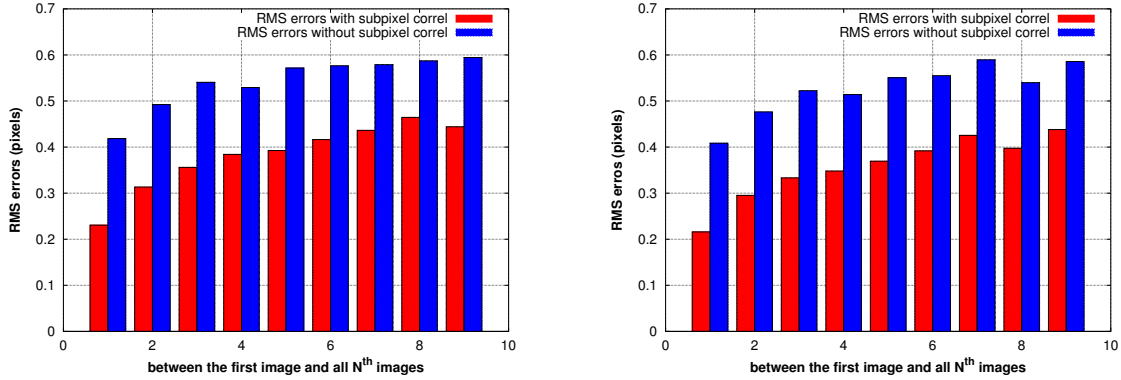 RMS errors (pixels)
0.7
0.6
0.5
0.4
0.3
0.2
0.1
0
RMS errors with subpixel correl
RMS errors without subpixel correl
0 2 4 6 8 10
between the first image and all Nth images
RMS erros (pixels)
0.7
0.6
0.5
0.4
0.3
0.2
0.1
0
RMS errors with subpixel correl
RMS errors without subpixel correl
0 2 4 6 8 10
between the first image and all Nth images